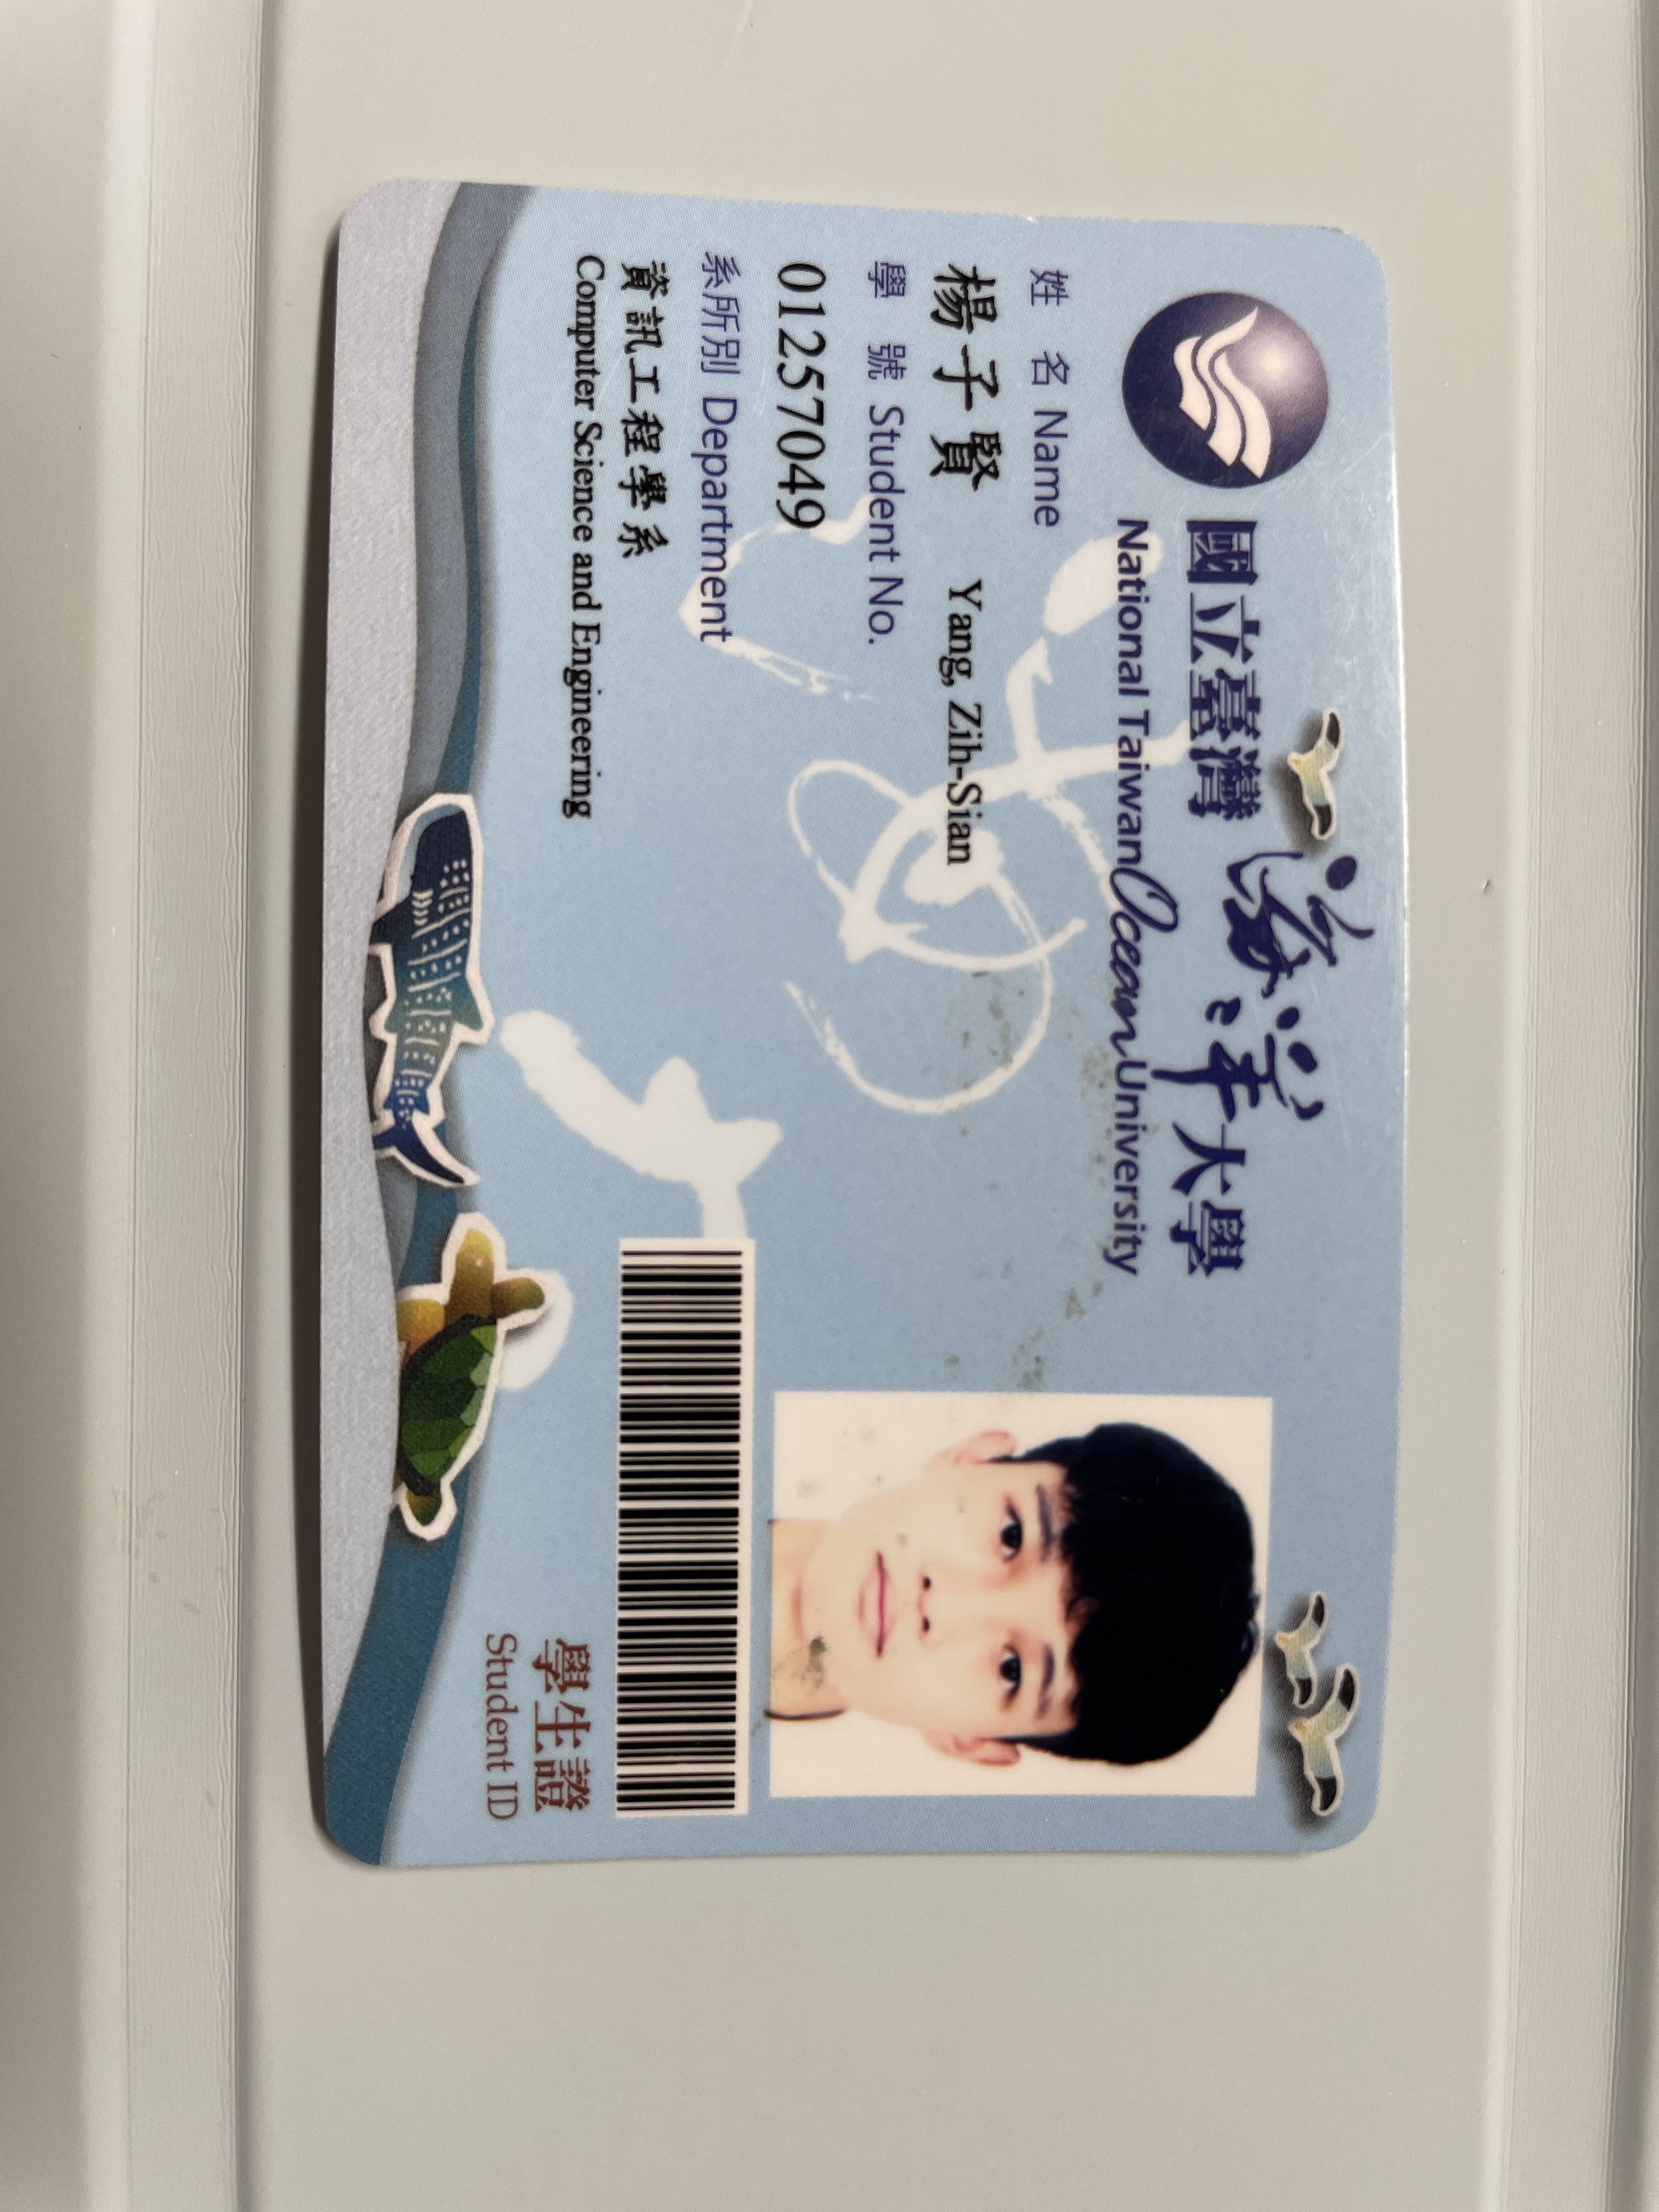 國立臺灣海洋大學
National Taiwan Ocean University
姓 名 Name
楊子賢 Yang, Zih-Sian
學 號 Student No.
01257049
系所別 Department
資訊工程學系
Computer Science and Engineering
學生證
Student ID